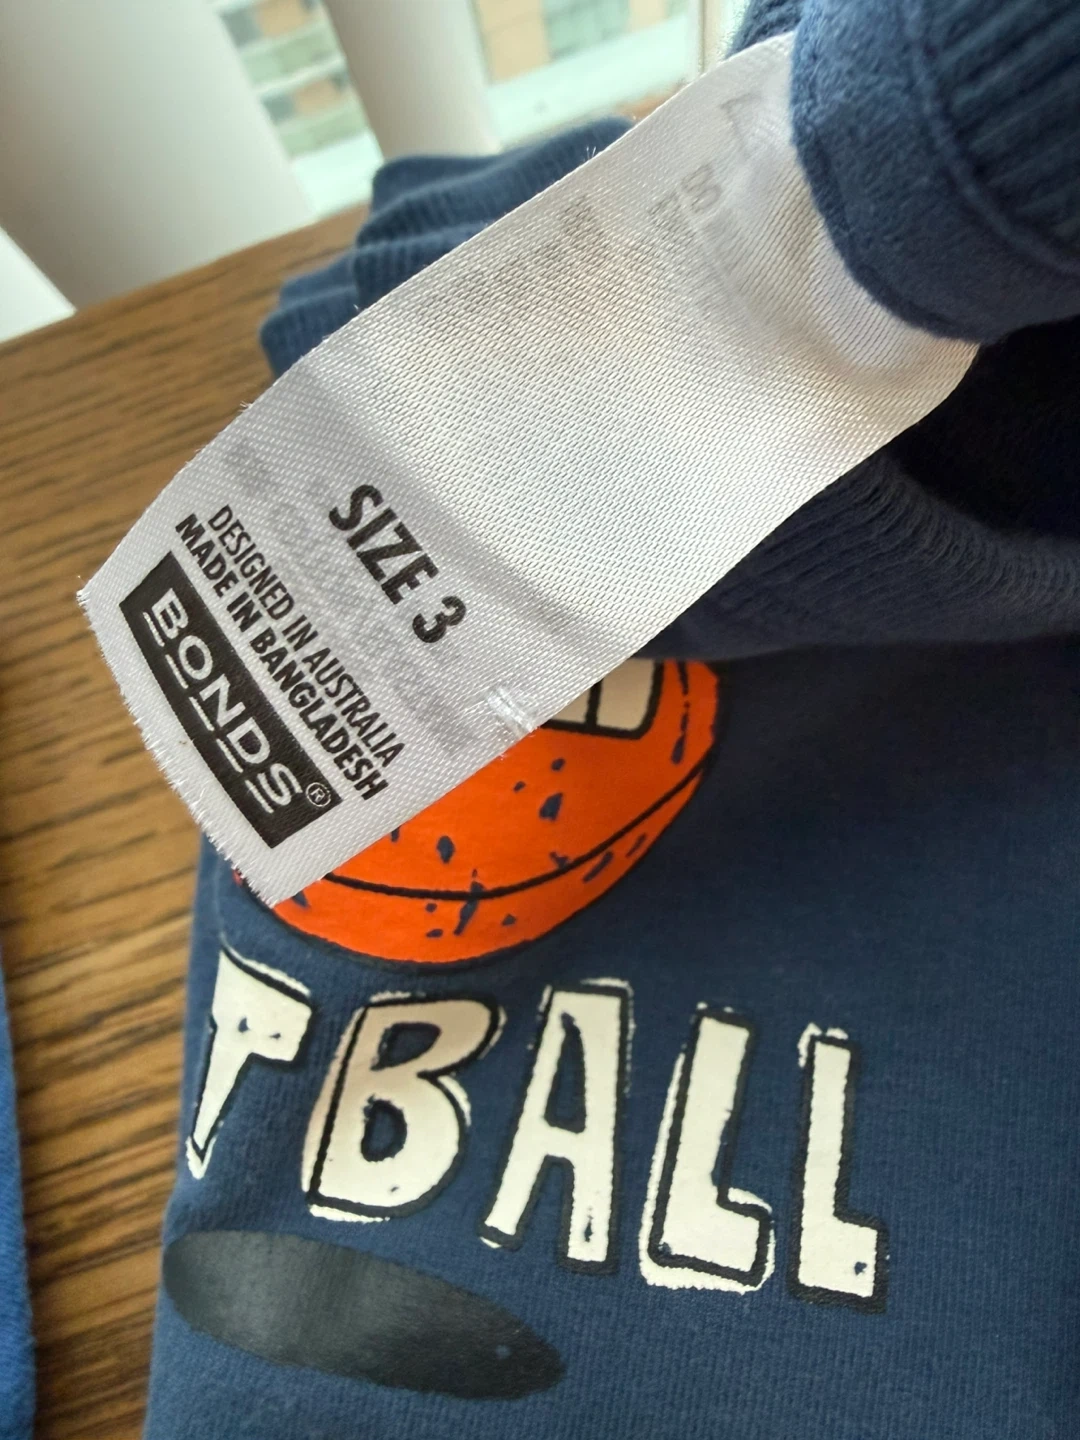 SIZE 3
DESIGNED IN AUSTRALIA
MADE IN BANGLADESH
BONDS®
TBALL